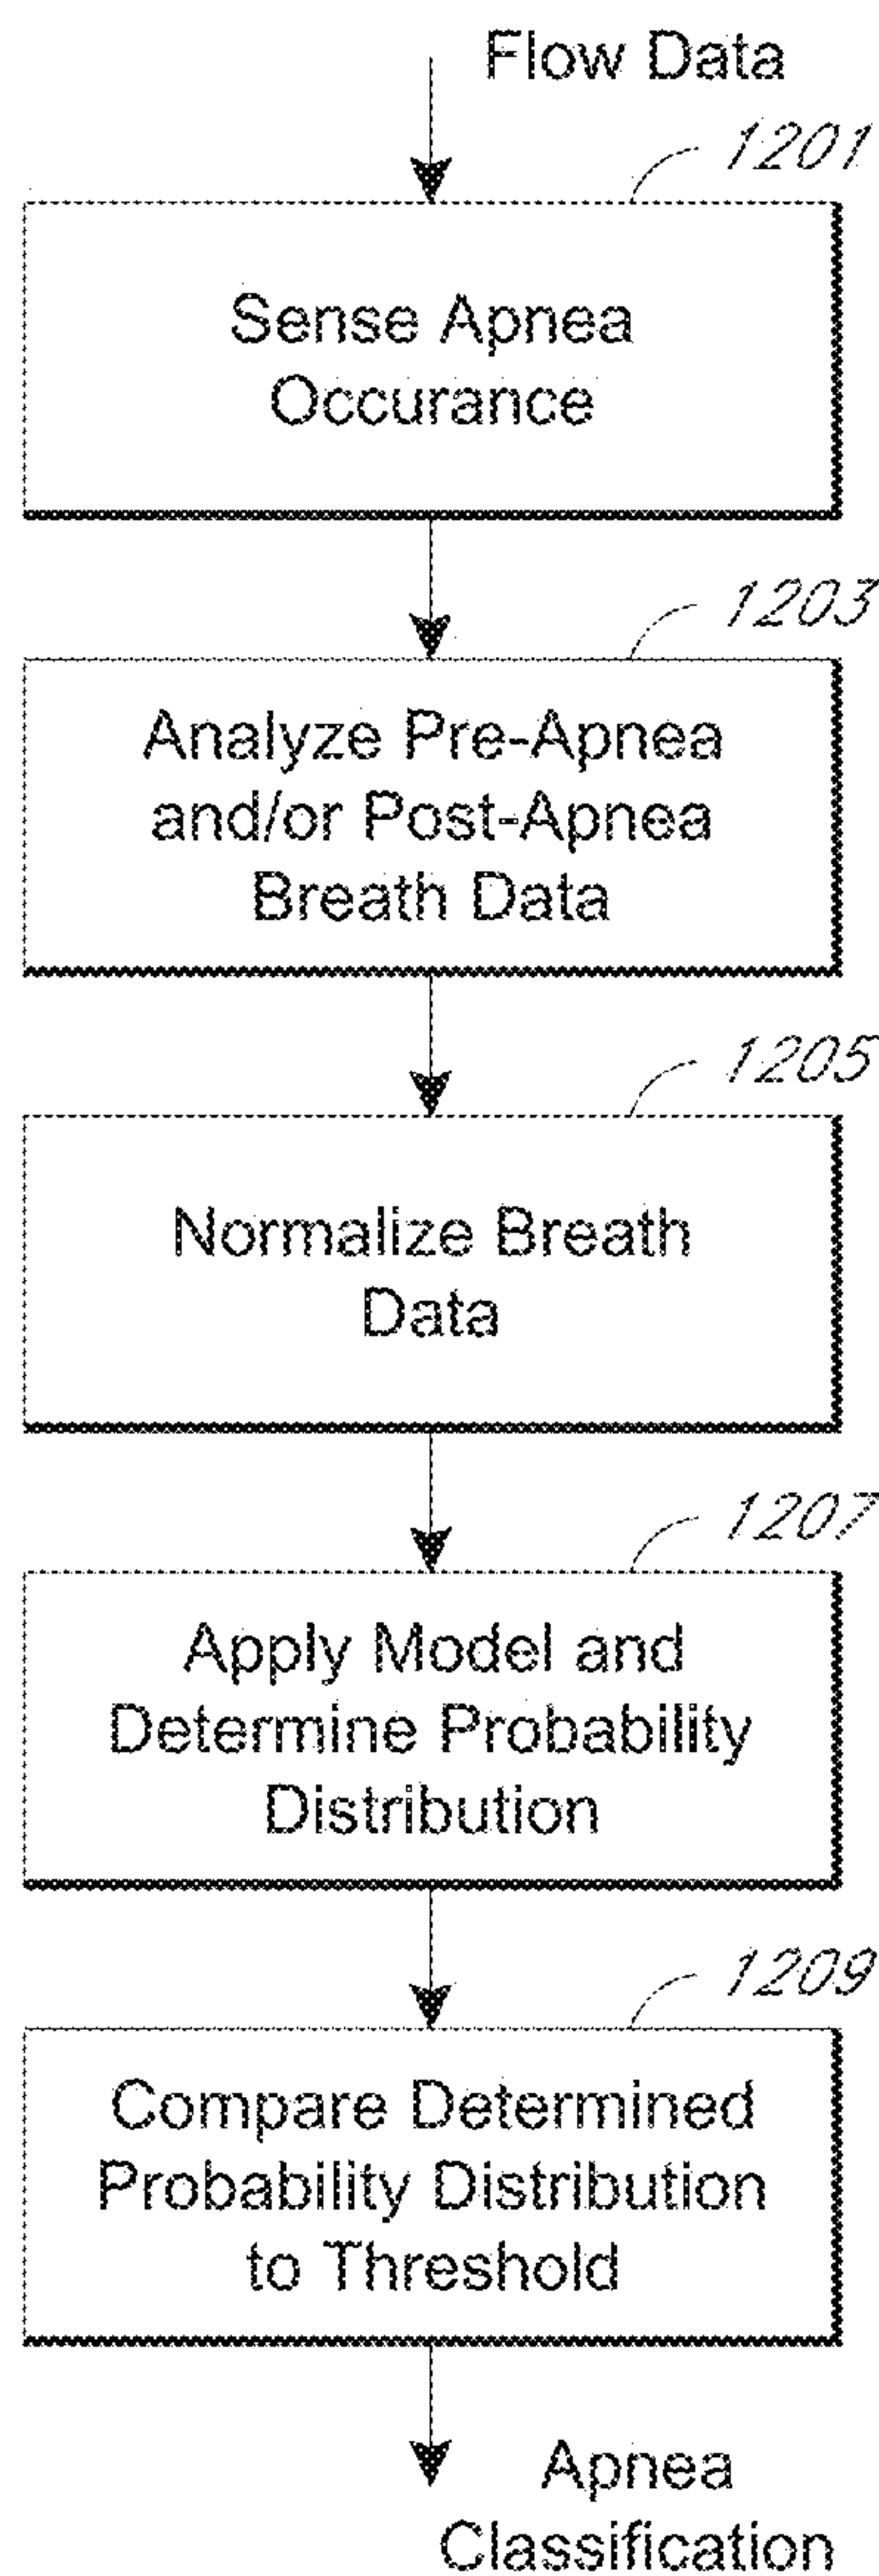 Flow Data
1201
Sense Apnea
Occurance
1203
Analyze Pre-Apnea
and/or Post-Apnea
Breath Data
1205
Normalize Breath
Data
1207
Apply Model and
Determine Probability
Distribution
1209
Compare Determined
Probability Distribution
to Threshold
Apnea
Classification